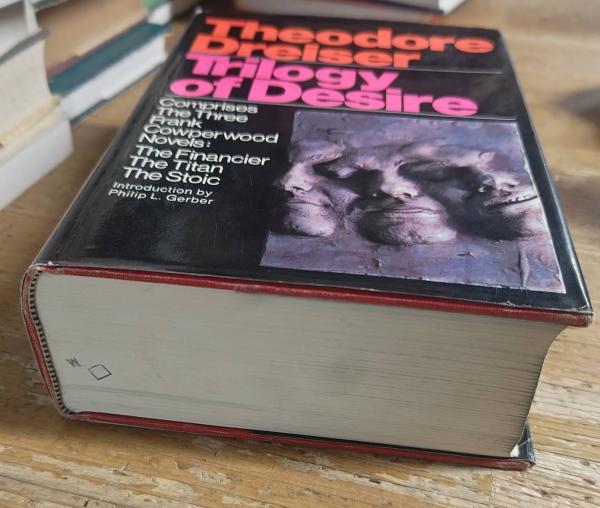 Theodore
Dreiser
Trilogy
of Desire
Comprises
The Three
Frank
Cowperwood
Novels:
The Financier
The Titan
The Stoic
Introduction by
Philip L. Gerber
W